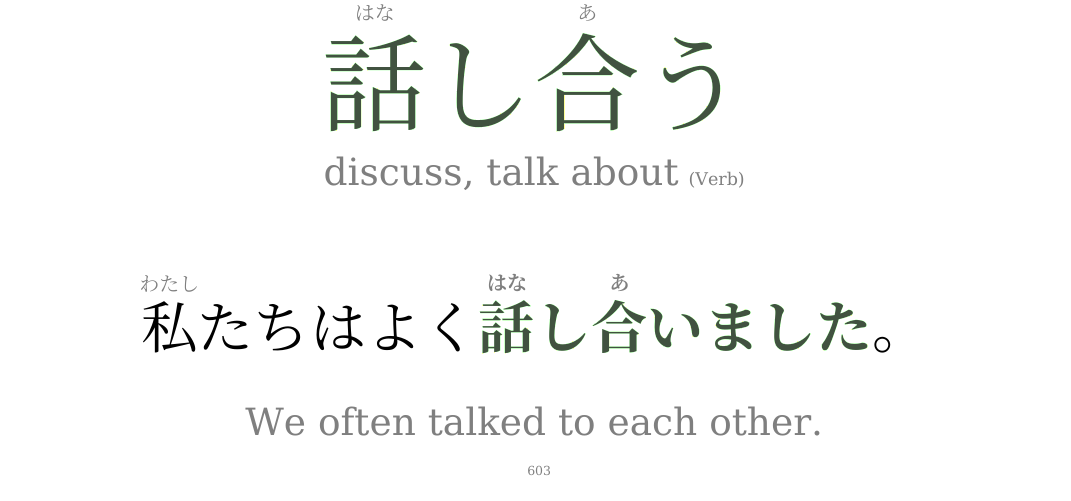 はな あ
話し合う
discuss, talk about (Verb)
わたし はな あ
私たちはよく話し合いました。
We often talked to each other.
603